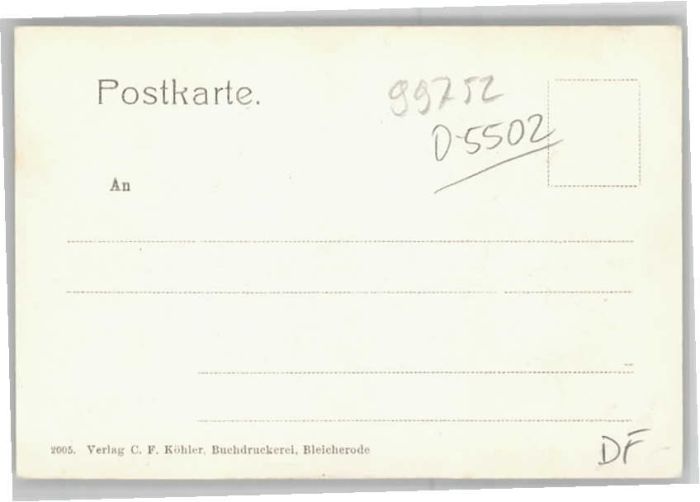 Postkarte.
99752
D-5502
An
2005. Verlag C. F. Köhler, Buchdruckerei, Bleicherode
DF